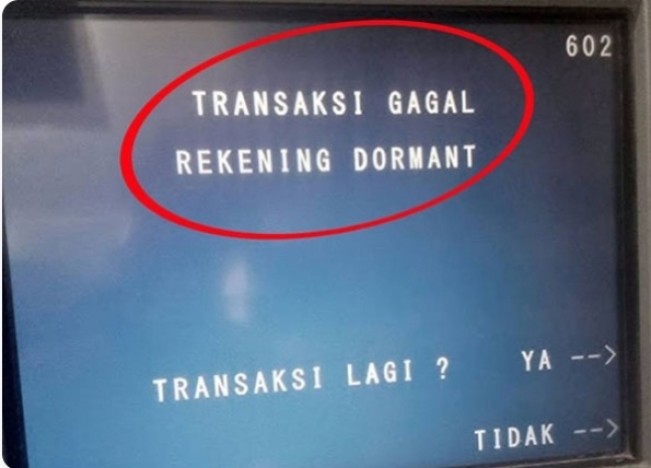 602
TRANSAKSI GAGAL
REKENING DORMANT
TRANSAKSI LAGI ? YA -->
TIDAK -->